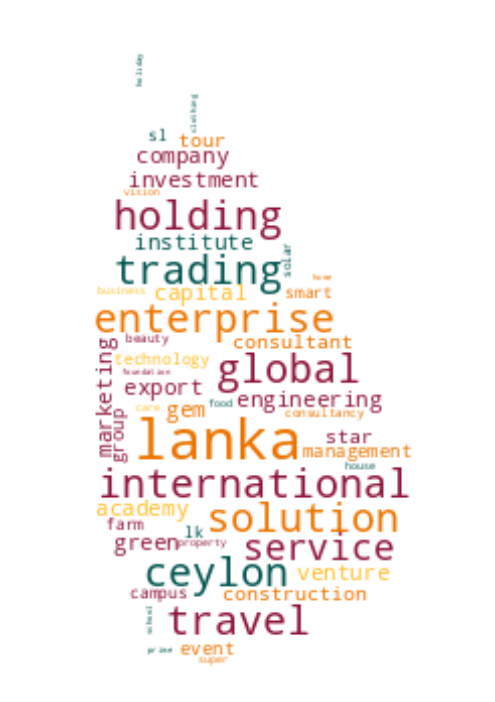 holiday
clothing
sl
tour
company
investment
vision
holding
institute
trading
solar
home
business
capital
smart
enterprise
beauty
consultant
marketing
technology
foundation
global
export
engineering
care
gem
food
consultancy
group
lanka
star
management
house
international
academy
solution
farm
lk
green
property
service
ceylon
venture
campus
construction
school
travel
prime
event
super